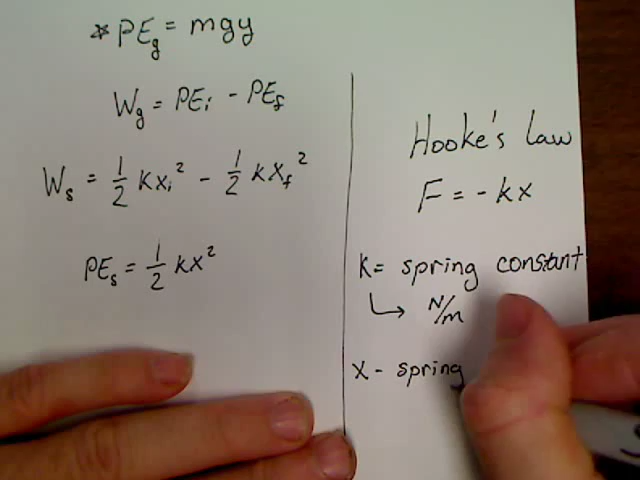 * PEg = mgy
Wg = PEi - PEf
Ws = 1/2 kxi² - 1/2 kxf²
PEs = 1/2 kx²
Hooke's Law
F = - kx
k = spring constant
↳ N/m
x - spring